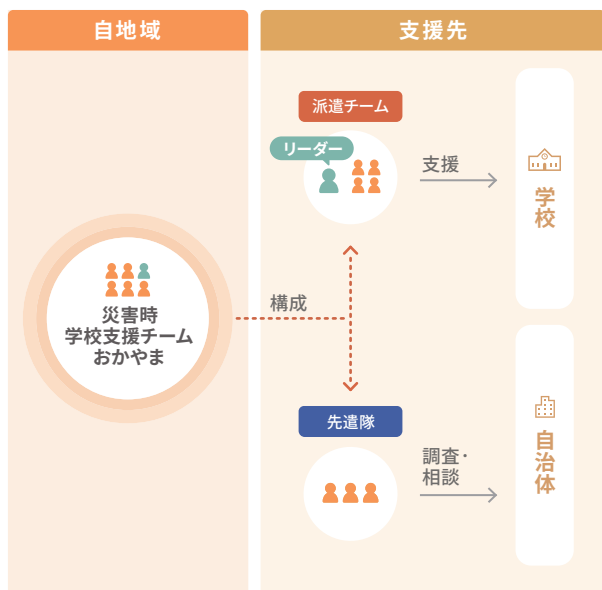 自地域
支援先
災害時
学校支援チーム
おかやま
構成
派遣チーム
リーダー
支援
学校
先遣隊
調査・
相談
自治体